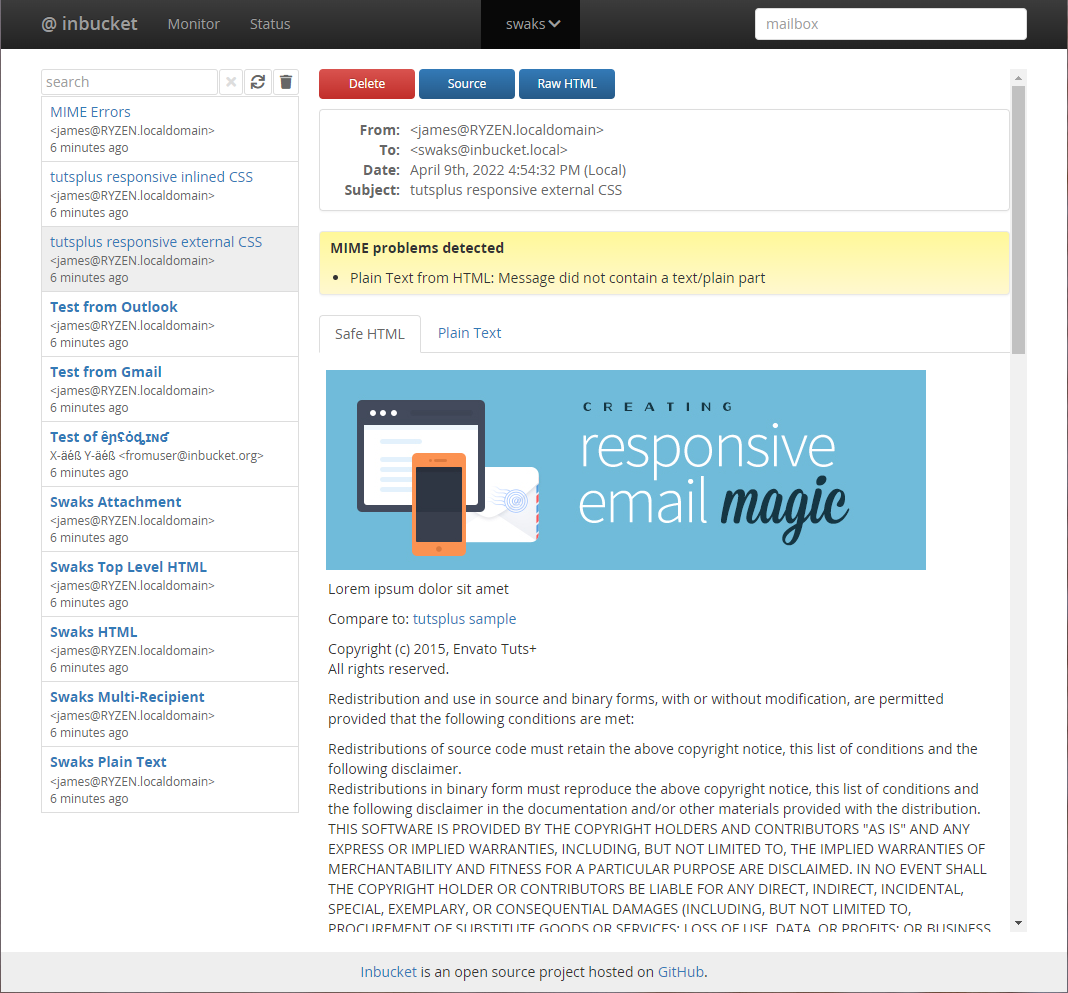 @ inbucket Monitor Status swaks mailbox
search
MIME Errors
<james@RYZEN.localdomain>
6 minutes ago
tutsplus responsive inlined CSS
<james@RYZEN.localdomain>
6 minutes ago
tutsplus responsive external CSS
<james@RYZEN.localdomain>
6 minutes ago
Test from Outlook
<james@RYZEN.localdomain>
6 minutes ago
Test from Gmail
<james@RYZEN.localdomain>
6 minutes ago
Test of
X-äéß Y-äéß <fromuser@inbucket.org>
6 minutes ago
Swaks Attachment
<james@RYZEN.localdomain>
6 minutes ago
Swaks Top Level HTML
<james@RYZEN.localdomain>
6 minutes ago
Swaks HTML
<james@RYZEN.localdomain>
6 minutes ago
Swaks Multi-Recipient
<james@RYZEN.localdomain>
6 minutes ago
Swaks Plain Text
<james@RYZEN.localdomain>
6 minutes ago
Delete Source Raw HTML
From: <james@RYZEN.localdomain>
To: <swaks@inbucket.local>
Date: April 9th, 2022 4:54:32 PM (Local)
Subject: tutsplus responsive external CSS
MIME problems detected
• Plain Text from HTML: Message did not contain a text/plain part
Safe HTML Plain Text
CREATING
responsive
email magic
Lorem ipsum dolor sit amet
Compare to: tutsplus sample
Copyright (c) 2015, Envato Tuts+
All rights reserved.
Redistribution and use in source and binary forms, with or without modification, are permitted
provided that the following conditions are met:
Redistributions of source code must retain the above copyright notice, this list of conditions and the
following disclaimer.
Redistributions in binary form must reproduce the above copyright notice, this list of conditions and
the following disclaimer in the documentation and/or other materials provided with the distribution.
THIS SOFTWARE IS PROVIDED BY THE COPYRIGHT HOLDERS AND CONTRIBUTORS "AS IS" AND ANY
EXPRESS OR IMPLIED WARRANTIES, INCLUDING, BUT NOT LIMITED TO, THE IMPLIED WARRANTIES OF
MERCHANTABILITY AND FITNESS FOR A PARTICULAR PURPOSE ARE DISCLAIMED. IN NO EVENT SHALL
THE COPYRIGHT HOLDER OR CONTRIBUTORS BE LIABLE FOR ANY DIRECT, INDIRECT, INCIDENTAL,
SPECIAL, EXEMPLARY, OR CONSEQUENTIAL DAMAGES (INCLUDING, BUT NOT LIMITED TO,
PROCUREMENT OF SUBSTITUTE GOODS OR SERVICES; LOSS OF USE, DATA, OR PROFITS; OR BUSINESS
Inbucket is an open source project hosted on GitHub.